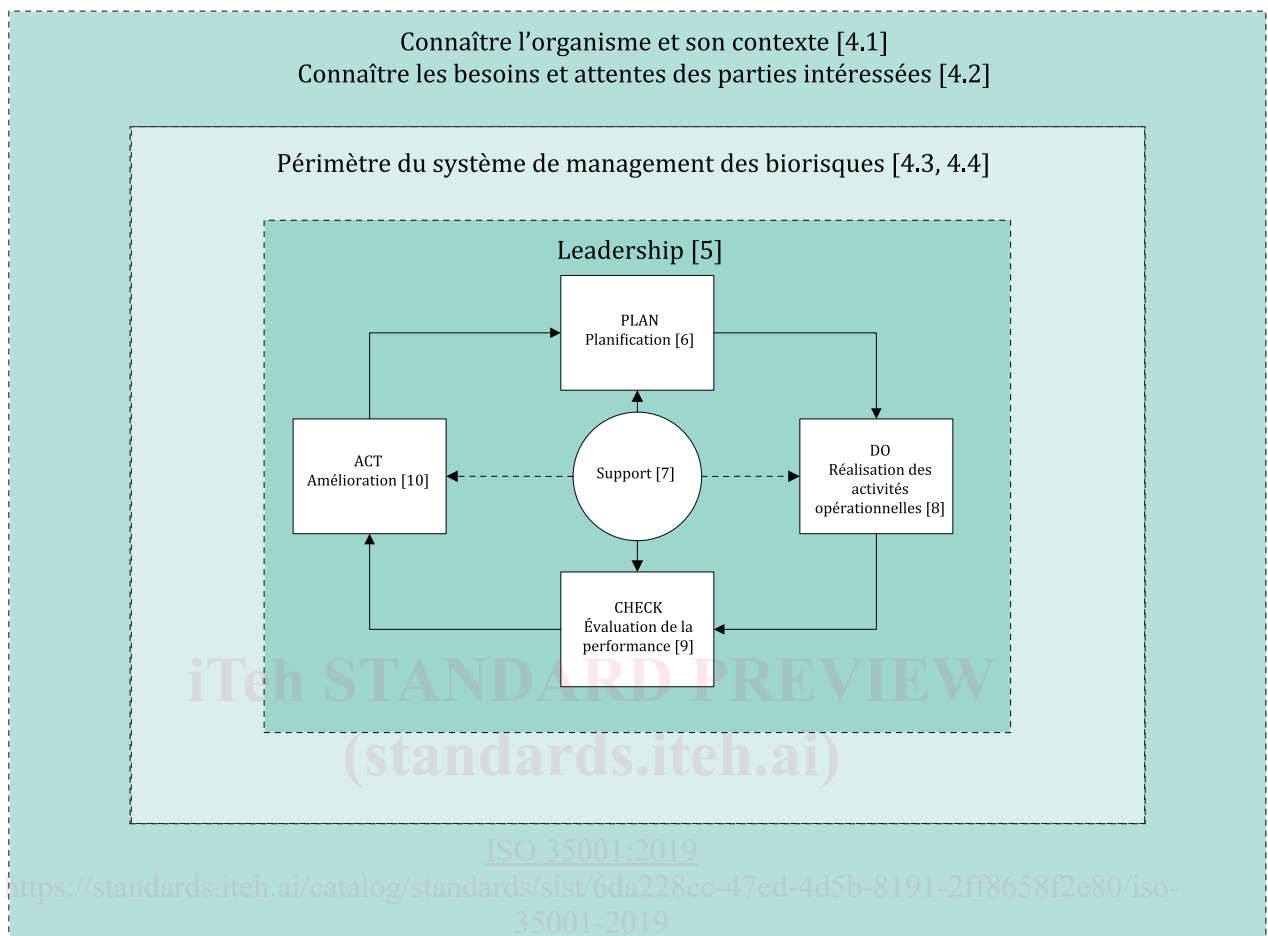 Connaître l’organisme et son contexte [4.1]
Connaître les besoins et attentes des parties intéressées [4.2]
Périmètre du système de management des biorisques [4.3, 4.4]
Leadership [5]
PLAN
Planification [6]
ACT
Amélioration [10]
Support [7]
DO
Réalisation des
activités
opérationnelles [8]
CHECK
Évaluation de la
performance [9]
iTeh STANDARD PREVIEW
(standards.iteh.ai)
ISO 35001:2019
https://standards.iteh.ai/catalog/standards/sist/6da228cc-47ed-4d5b-8191-2ff8658f2e80/iso-
35001-2019